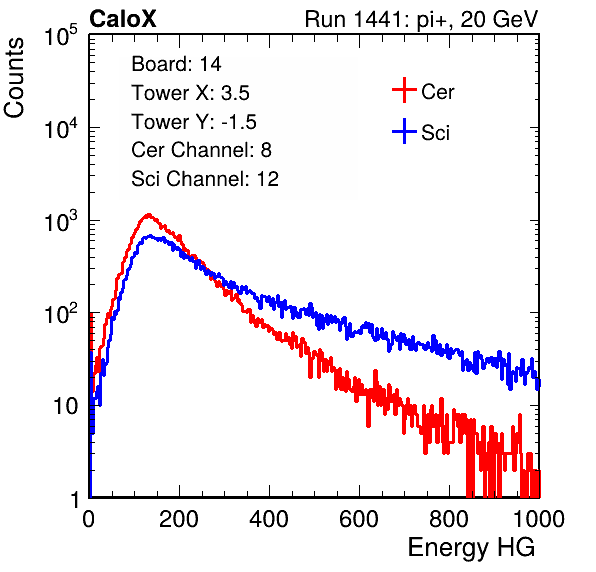 CaloX Run 1441: pi+, 20 GeV
Counts
10^5
10^4
10^3
10^2
10
1
Board: 14
Tower X: 3.5
Tower Y: -1.5
Cer Channel: 8
Sci Channel: 12
Cer
Sci
0 200 400 600 800 1000
Energy HG